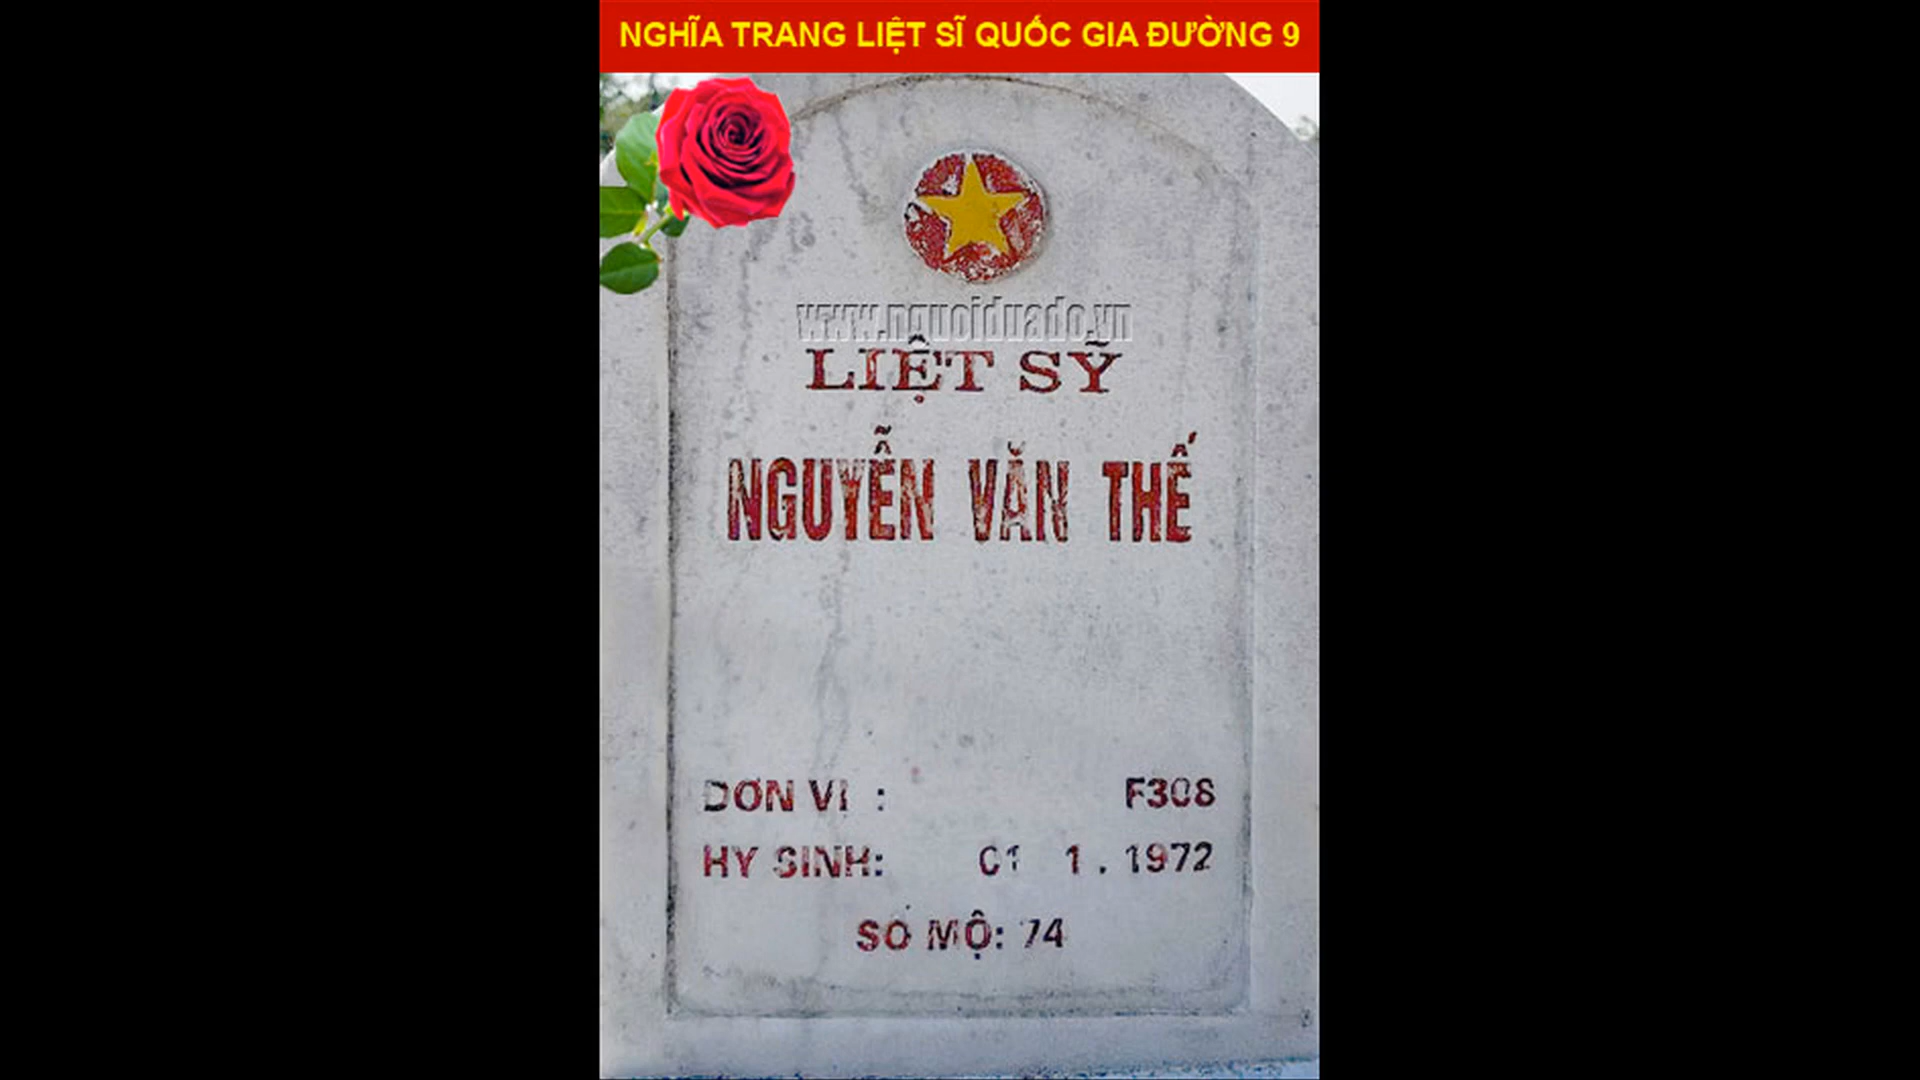 NGHĨA TRANG LIỆT SĨ QUỐC GIA ĐƯỜNG 9
www.nguoiduado.vn
LIỆT SỸ
NGUYỄN VĂN THẾ
ĐƠN VỊ : F308
HY SINH: 01 1 . 1972
SỐ MỘ: 74